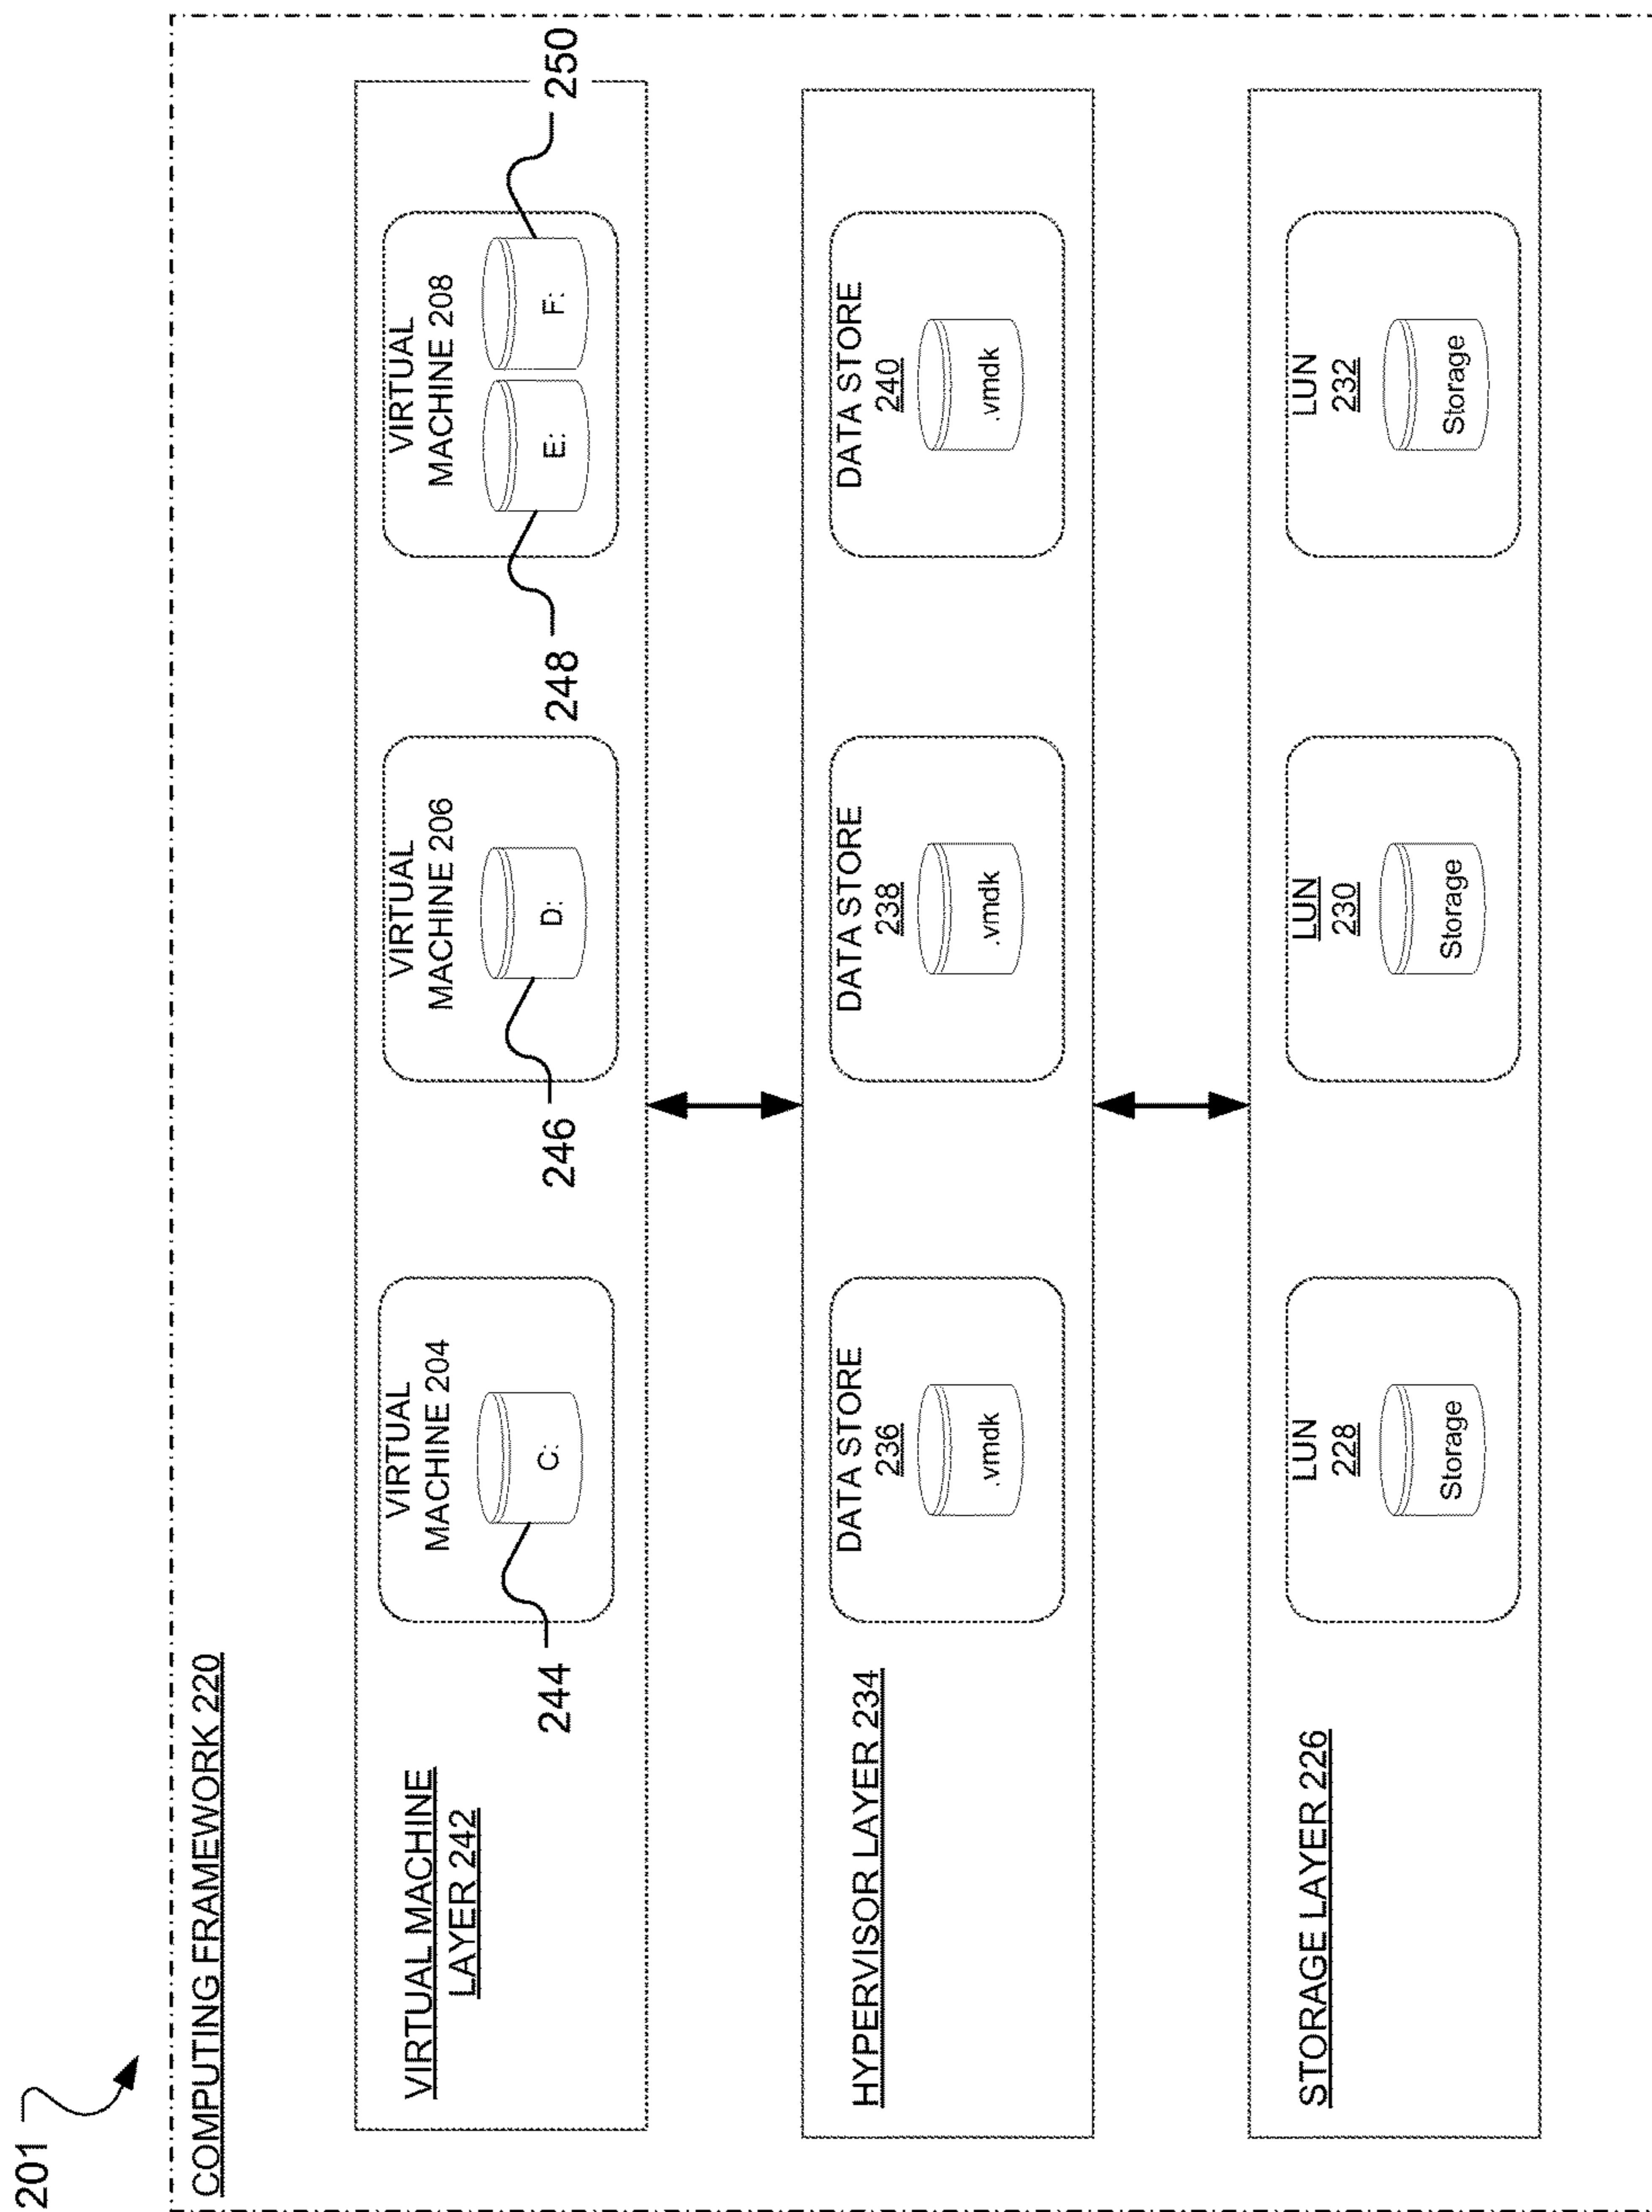 201
COMPUTING FRAMEWORK 220
VIRTUAL MACHINE
LAYER 242
VIRTUAL
MACHINE 204
C:
244
VIRTUAL
MACHINE 206
D:
246
VIRTUAL
MACHINE 208
E:
F:
248
250
HYPERVISOR LAYER 234
DATA STORE
236
.vmdk
DATA STORE
238
.vmdk
DATA STORE
240
.vmdk
STORAGE LAYER 226
LUN
228
Storage
LUN
230
Storage
LUN
232
Storage